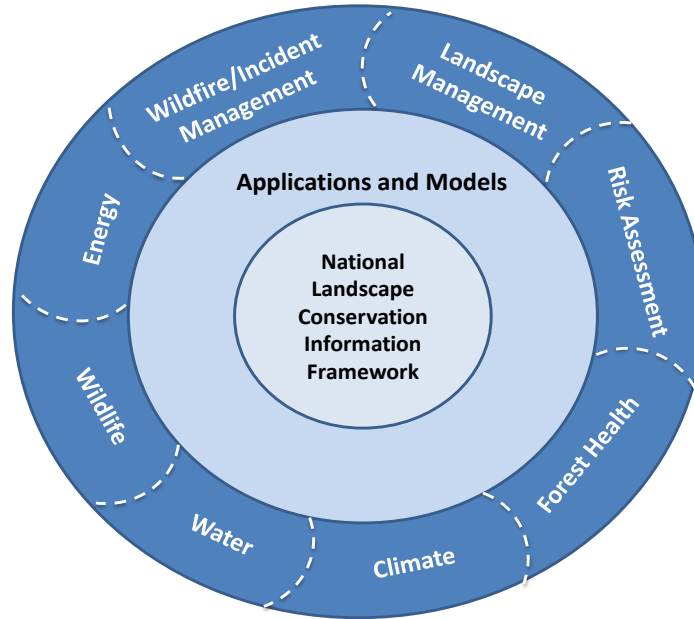 Wildfire/Incident
Management
Landscape
Management
Risk Assessment
Forest Health
Climate
Water
Wildlife
Energy
Applications and Models
National
Landscape
Conservation
Information
Framework